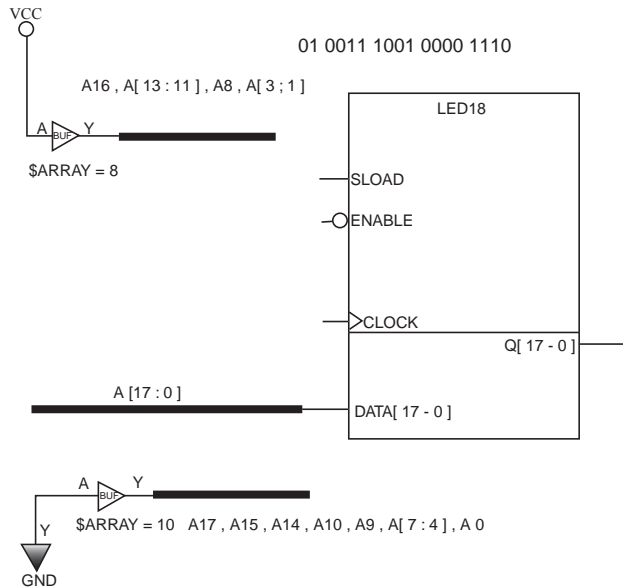 VCC
01 0011 1001 0000 1110
A16 , A[ 13 : 11 ] , A8 , A[ 3 ; 1 ]
LED18
A
BUF
Y
$ARRAY = 8
SLOAD
ENABLE
CLOCK
Q[ 17 - 0 ]
A [17 : 0 ]
DATA[ 17 - 0 ]
A
BUF
Y
$ARRAY = 10 A17 , A15 , A14 , A10 , A9 , A[ 7 : 4 ] , A 0
Y
GND